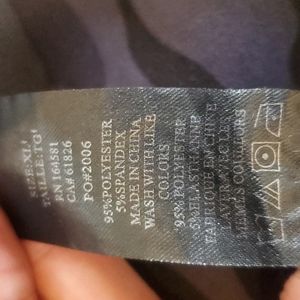 SIZE:XL!
TAILLE:TG!
RN 164581
CA# 61826
PO#2006
95%POLYESTER
5%SPANDEX
MADE IN CHINA
WASH WITH LIKE
COLORS
95%POLYESTER
5%ELASTHANNE
FABRIQUE EN CHINE
LAVER AVEC LES
MEMES COULEURS